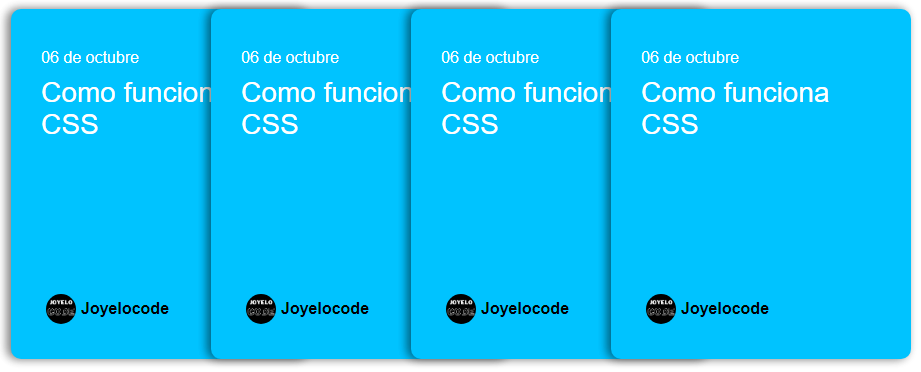 06 de octubre
Como funcion
CSS
JOYELO
CODE
Joyelocode
06 de octubre
Como funcion
CSS
JOYELO
CODE
Joyelocode
06 de octubre
Como funcion
CSS
JOYELO
CODE
Joyelocode
06 de octubre
Como funciona
CSS
JOYELO
CODE
Joyelocode